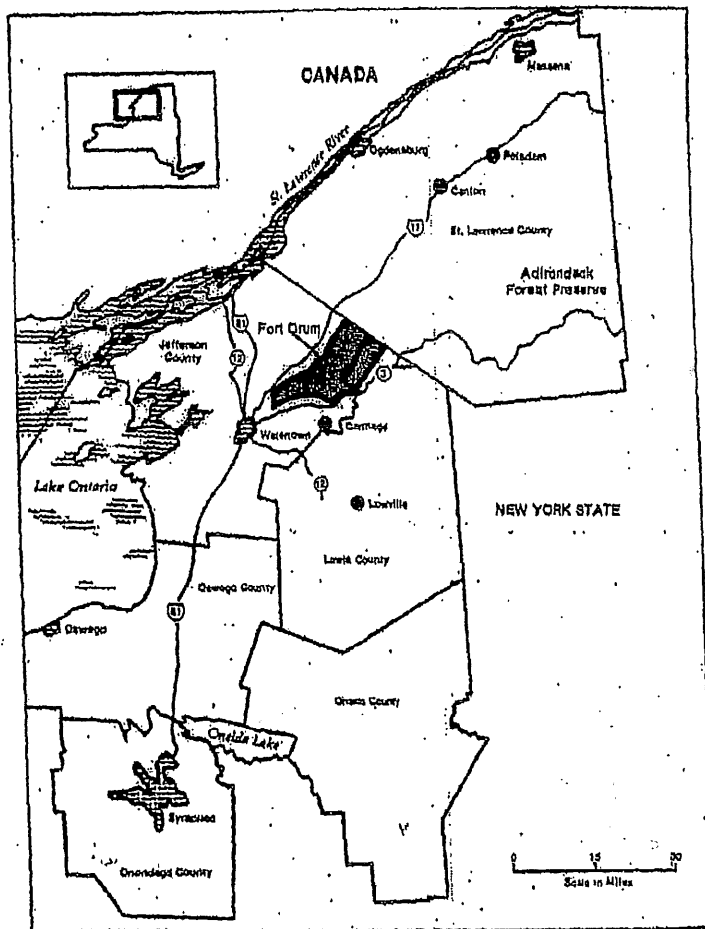 CANADA
Massena
St. Lawrence River
Ogdensburg
Potsdam
Canton
11
St. Lawrence County
Adirondack
Forest Preserve
81
Fort Drum
Jefferson
County
12
3
Watertown
Carthage
Lake Ontario
12
Lowville
NEW YORK STATE
Lewis County
Oswego County
81
Oswego
Oneida County
Oneida Lake
Syracuse
Onondaga County
0 15 30
Scale in Miles